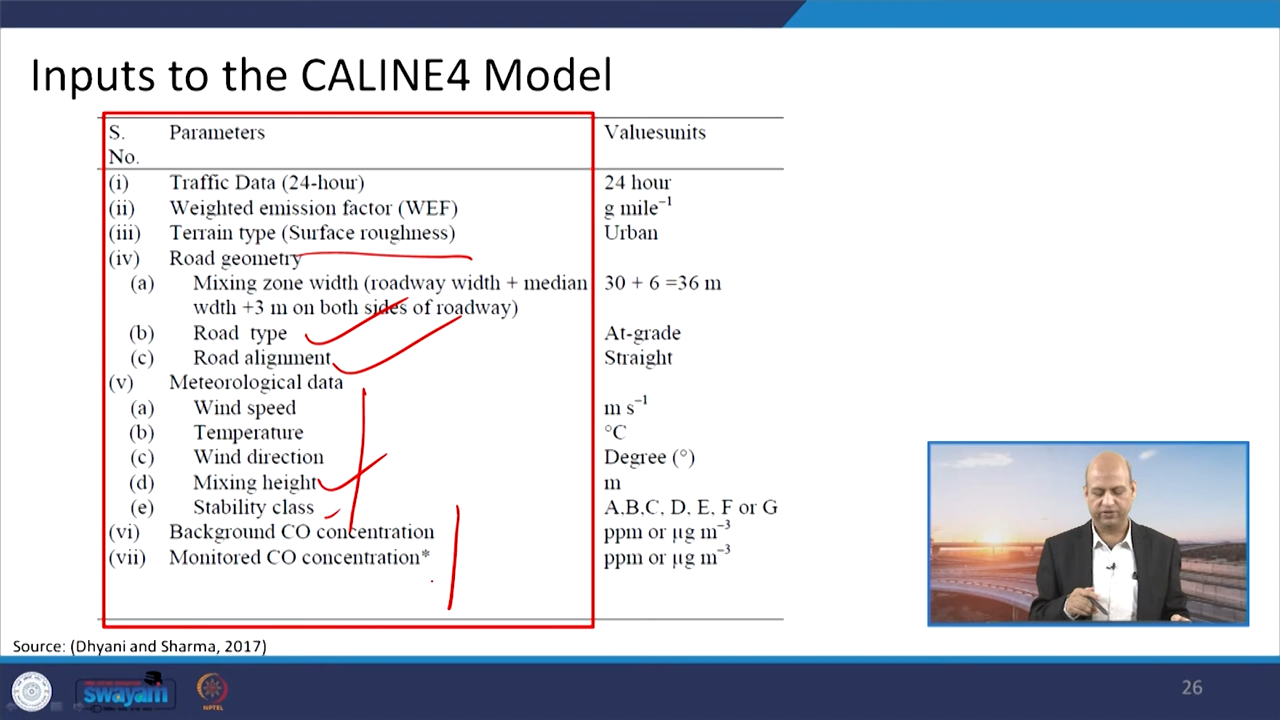 Inputs to the CALINE4 Model
S. No. Parameters Valuesunits
(i) Traffic Data (24-hour) 24 hour
(ii) Weighted emission factor (WEF) g mile⁻¹
(iii) Terrain type (Surface roughness) Urban
(iv) Road geometry
(a) Mixing zone width (roadway width + median 30 + 6 =36 m
wdth +3 m on both sides of roadway)
(b) Road type At-grade
(c) Road alignment Straight
(v) Meteorological data
(a) Wind speed m s⁻¹
(b) Temperature °C
(c) Wind direction Degree (°)
(d) Mixing height m
(e) Stability class A,B,C, D, E, F or G
(vi) Background CO concentration ppm or µg m⁻³
(vii) Monitored CO concentration* ppm or µg m⁻³
Source: (Dhyani and Sharma, 2017)
swayam
NPTEL
26